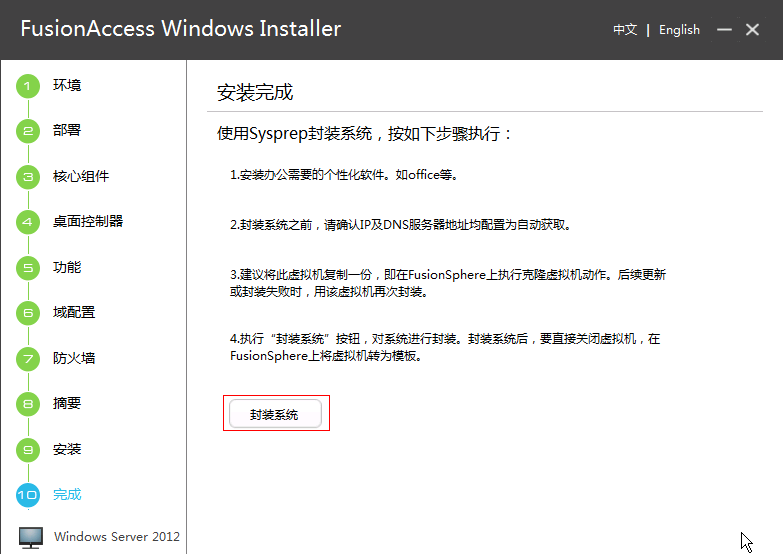 FusionAccess Windows Installer
中文 | English
1 环境
2 部署
3 核心组件
4 桌面控制器
5 功能
6 域配置
7 防火墙
8 摘要
9 安装
10 完成
Windows Server 2012
安装完成
使用Sysprep封装系统，按如下步骤执行：
1.安装办公需要的个性化软件。如office等。
2.封装系统之前，请确认IP及DNS服务器地址均配置为自动获取。
3.建议将此虚拟机复制一份，即在FusionSphere上执行克隆虚拟机动作。后续更新
或封装失败时，用该虚拟机再次封装。
4.执行“封装系统”按钮，对系统进行封装。封装系统后，要直接关闭虚拟机，在
FusionSphere上将虚拟机转为模板。
封装系统